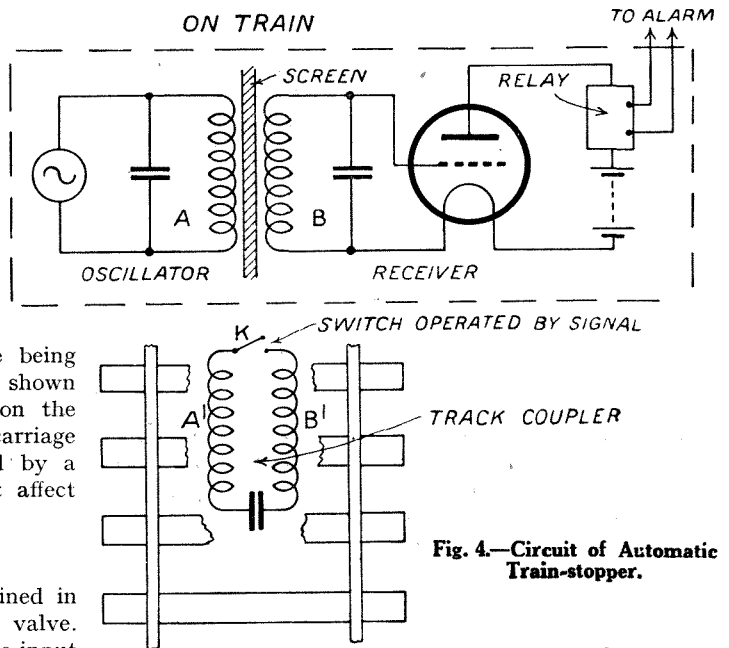 ON TRAIN
TO ALARM
SCREEN
RELAY
A
B
OSCILLATOR
RECEIVER
K
SWITCH OPERATED BY SIGNAL
A¹
B¹
TRACK COUPLER
Fig. 4.—Circuit of Automatic
Train-stopper.
being
shown
on the
carriage
by a
affect
ined in
valve.
input